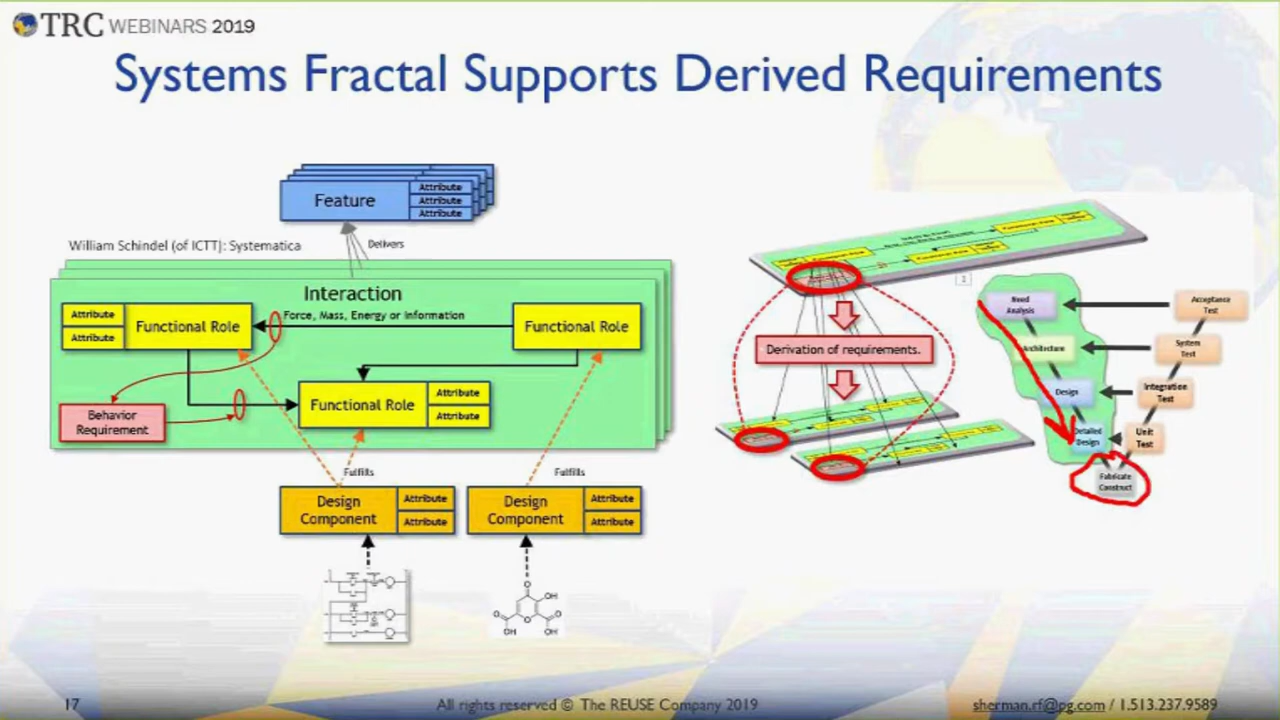 TRC WEBINARS 2019
Systems Fractal Supports Derived Requirements
Feature
Attribute
Attribute
Attribute
William Schindel (of ICTT): Systematica
Delivers
Interaction
Attribute
Attribute
Functional Role
Force, Mass, Energy or Information
Functional Role
Functional Role
Attribute
Attribute
Behavior
Requirement
Fulfills
Fulfills
Design
Component
Attribute
Attribute
Design
Component
Attribute
Attribute
O
OH
O
O
O
OH
OH
Derivation of requirements.
Need
Analysis
Acceptance
Test
Architecture
System
Test
Design
Integration
Test
Detailed
Design
Unit
Test
Fabricate
Construct
17
All rights reserved © The REUSE Company 2019
sherman.rf@pg.com / 1.513.237.9589